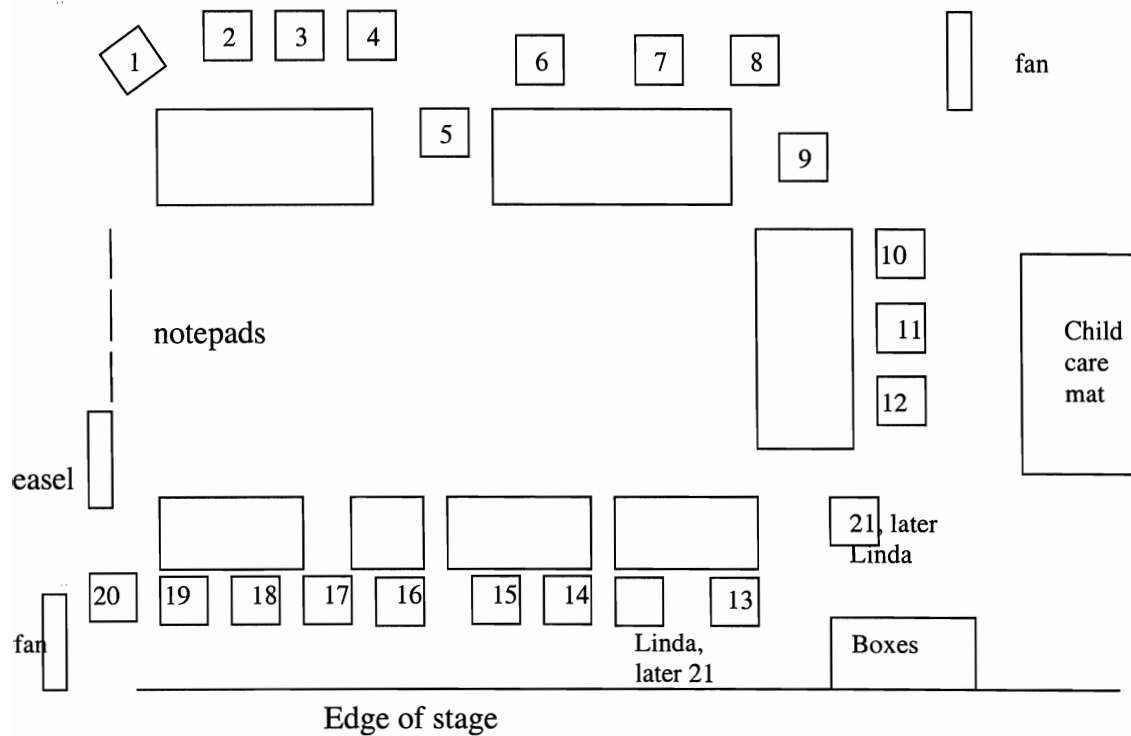 1
2
3
4
5
6
7
8
9
fan
10
11
12
Child
care
mat
notepads
easel
21, later
Linda
20
19
18
17
16
15
14
13
fan
Linda,
later 21
Boxes
Edge of stage